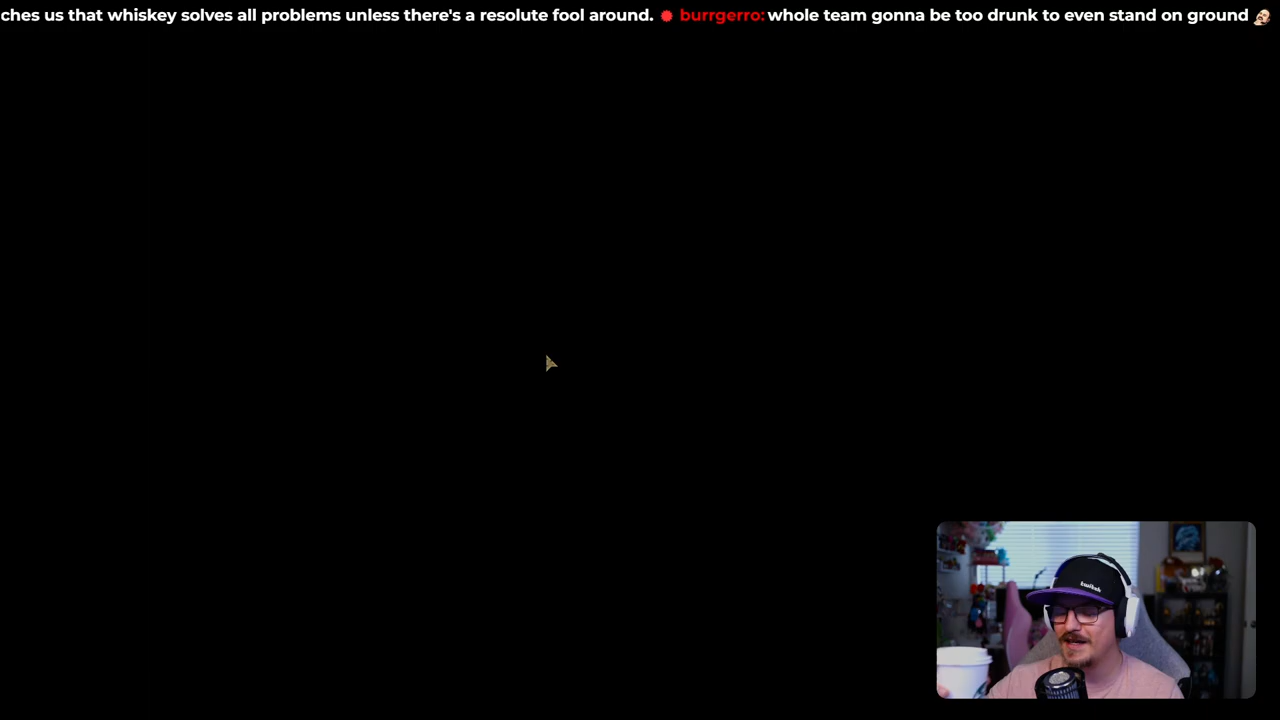 ches us that whiskey solves all problems unless there's a resolute fool around. burrgerro: whole team gonna be too drunk to even stand on ground
twitch